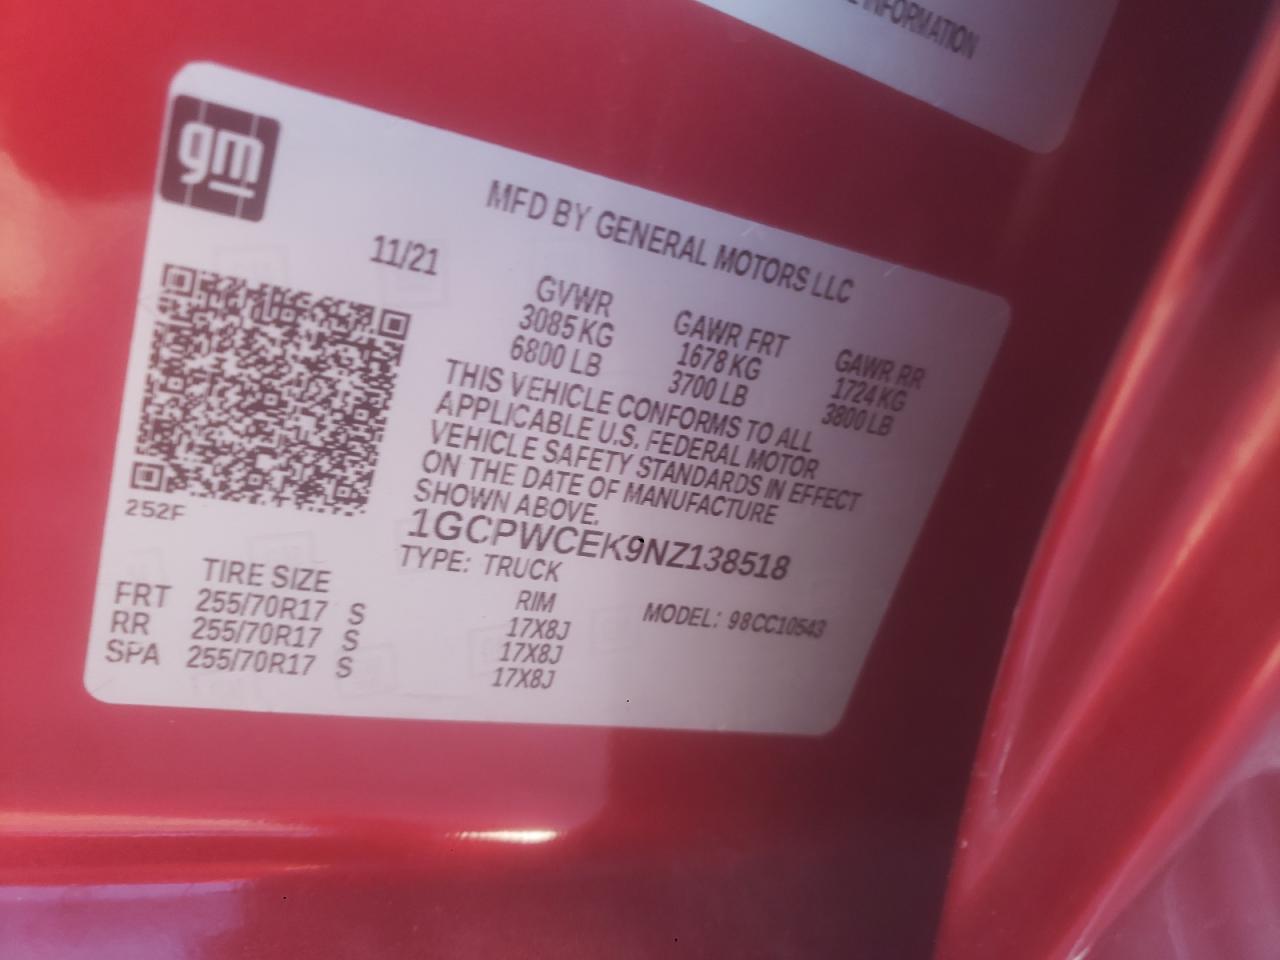 INFORMATION
gm
MFD BY GENERAL MOTORS LLC
11/21
GVWR GAWR FRT GAWR RR
3085 KG 1678 KG 1724 KG
6800 LB 3700 LB 3800 LB
THIS VEHICLE CONFORMS TO ALL
APPLICABLE U.S. FEDERAL MOTOR
VEHICLE SAFETY STANDARDS IN EFFECT
ON THE DATE OF MANUFACTURE
SHOWN ABOVE.
252F
1GCPWCEK9NZ138518
TYPE: TRUCK
MODEL: 98CC10543
TIRE SIZE RIM
FRT 255/70R17 S 17X8J
RR 255/70R17 S 17X8J
SPA 255/70R17 S 17X8J